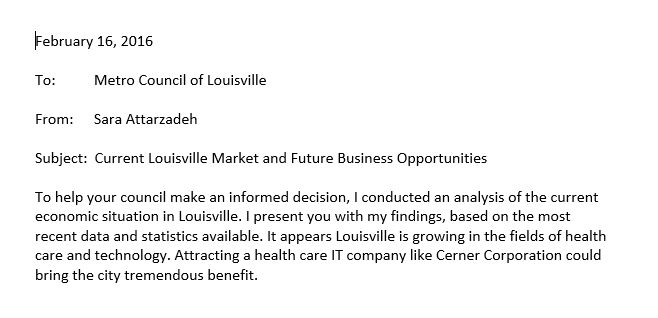 February 16, 2016
To: Metro Council of Louisville
From: Sara Attarzadeh
Subject: Current Louisville Market and Future Business Opportunities
To help your council make an informed decision, I conducted an analysis of the current
economic situation in Louisville. I present you with my findings, based on the most
recent data and statistics available. It appears Louisville is growing in the fields of health
care and technology. Attracting a health care IT company like Cerner Corporation could
bring the city tremendous benefit.